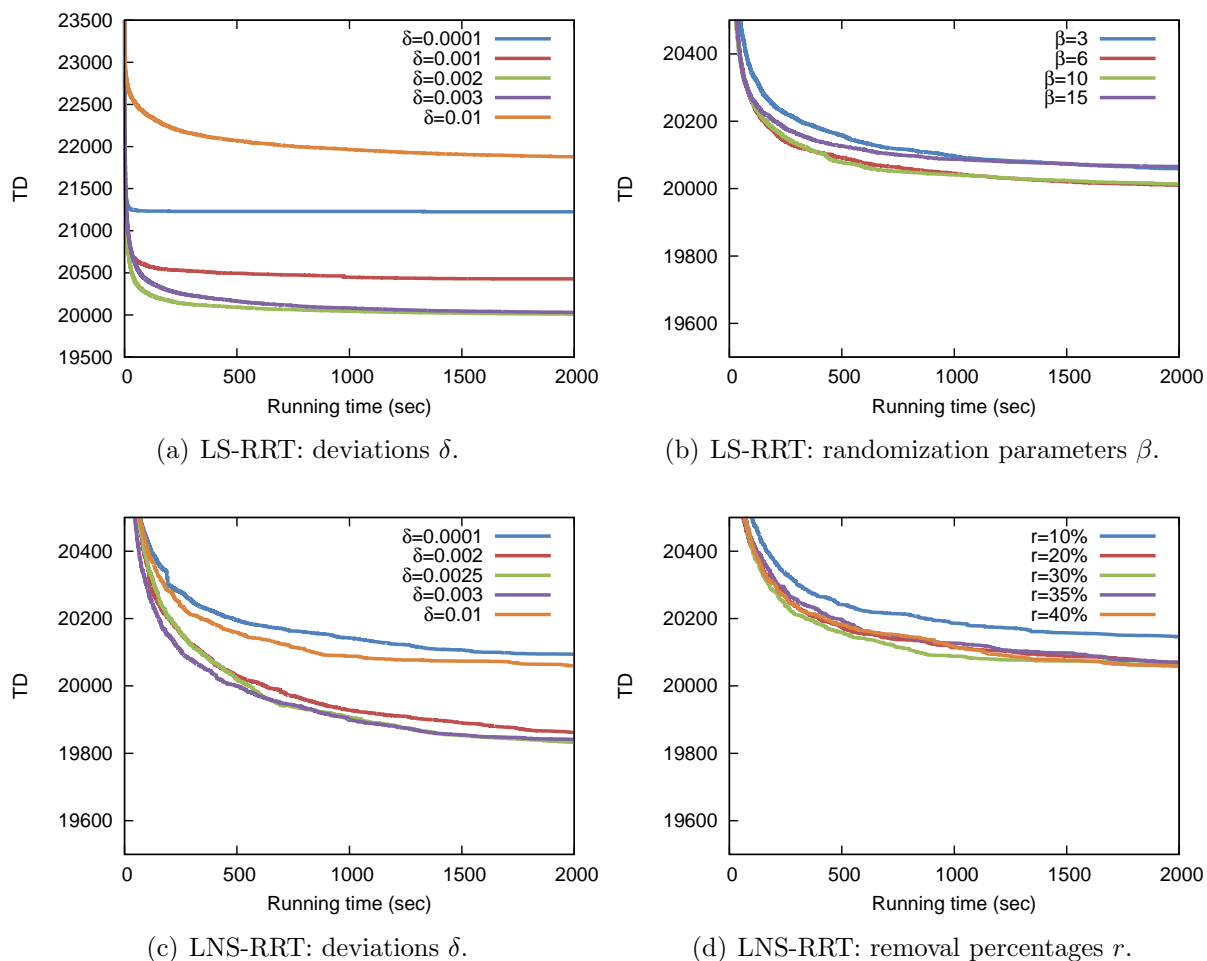 23500
23000
22500
22000
21500
21000
20500
20000
19500
TD
δ=0.0001
δ=0.001
δ=0.002
δ=0.003
δ=0.01
0 500 1000 1500 2000
Running time (sec)
(a) LS-RRT: deviations δ.
20400
20200
20000
19800
19600
TD
β=3
β=6
β=10
β=15
0 500 1000 1500 2000
Running time (sec)
(b) LS-RRT: randomization parameters β.
20400
20200
20000
19800
19600
TD
δ=0.0001
δ=0.002
δ=0.0025
δ=0.003
δ=0.01
0 500 1000 1500 2000
Running time (sec)
(c) LNS-RRT: deviations δ.
20400
20200
20000
19800
19600
TD
r=10%
r=20%
r=30%
r=35%
r=40%
0 500 1000 1500 2000
Running time (sec)
(d) LNS-RRT: removal percentages r.